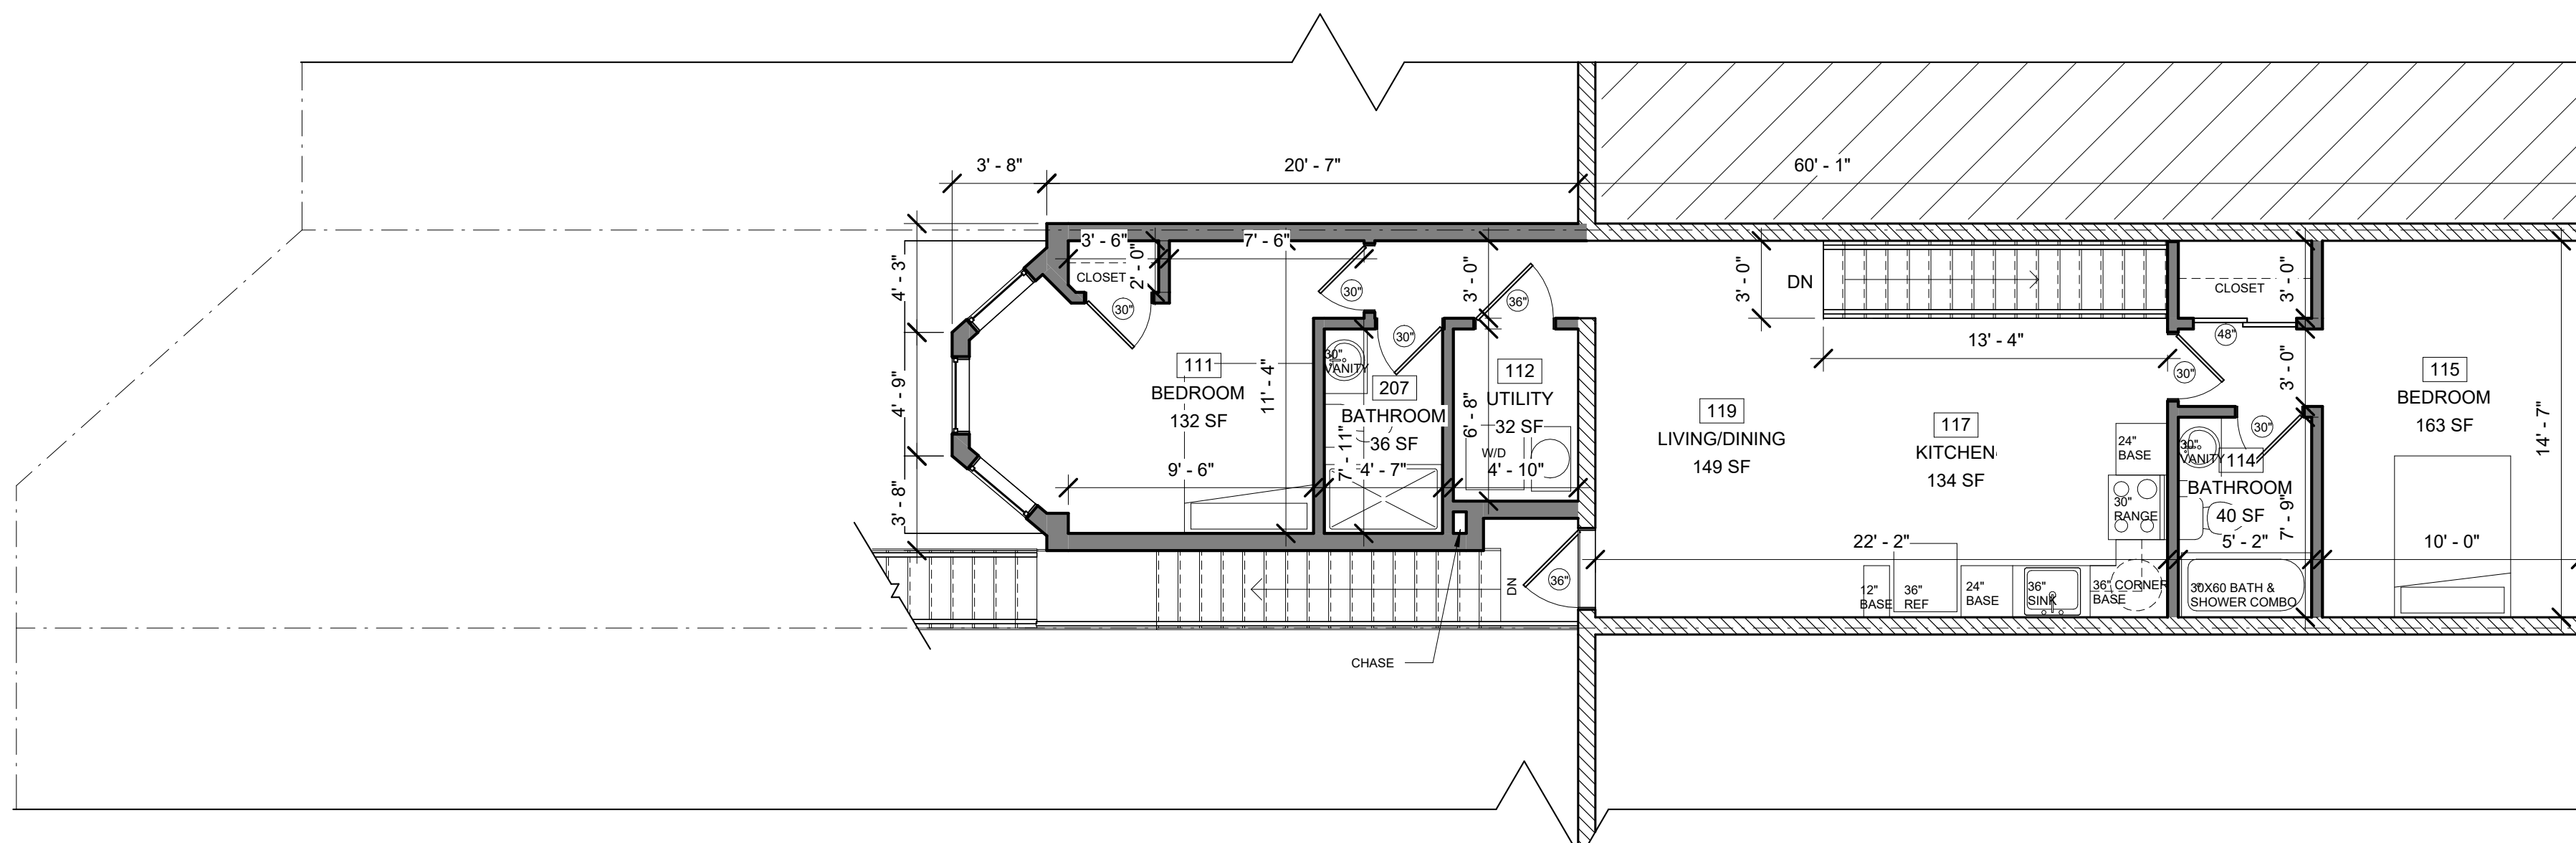 3' - 8"
20' - 7"
60' - 1"
4' - 3"
4' - 9"
3' - 8"
3' - 6"
2' - 0"
CLOSET
30"
7' - 6"
30"
111
BEDROOM
132 SF
11' - 4"
9' - 6"
30"
30"
VANITY
207
BATHROOM
36 SF
7' - 11"
4' - 7"
3' - 0"
36"
112
UTILITY
32 SF
6' - 8"
W/D
4' - 10"
DN
36"
CHASE
119
LIVING/DINING
149 SF
3' - 0"
DN
13' - 4"
117
KITCHEN
134 SF
22' - 2"
12"
BASE
36"
REF
24"
BASE
36"
SINK
36" CORNER
BASE
24"
BASE
30"
RANGE
CLOSET
3' - 0"
48"
30"
3' - 0"
30"
30"
VANITY
114
BATHROOM
40 SF
7' - 9"
5' - 2"
30X60 BATH &
SHOWER COMBO
115
BEDROOM
163 SF
10' - 0"
14' - 7"